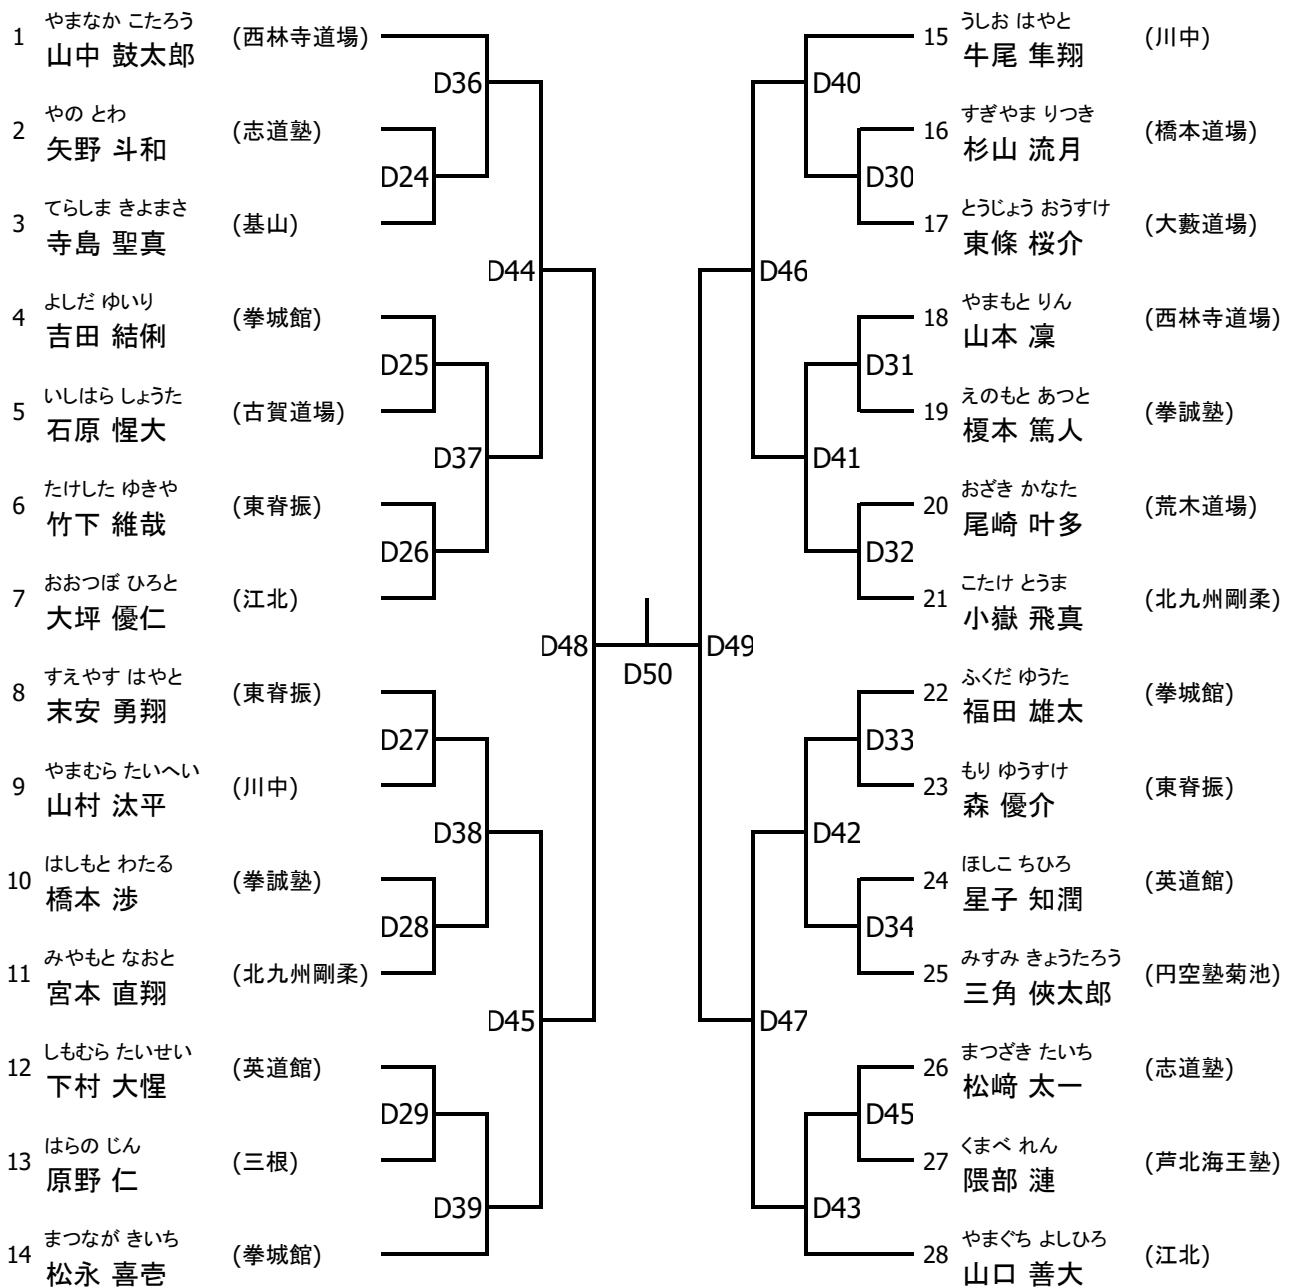 やまなか こたろう
1 山中 鼓太郎 (西林寺道場)
D36
やの とわ
2 矢野 斗和 (志道塾)
D24
てらしま きよまさ
3 寺島 聖真 (基山)
D44
よしだ ゆいり
4 吉田 結俐 (拳城館)
D25
いしはら しょうた
5 石原 惺大 (古賀道場)
D37
たけした ゆきや
6 竹下 維哉 (東脊振)
D26
おおつぼ ひろと
7 大坪 優仁 (江北)
D48
すえやす はやと
8 末安 勇翔 (東脊振)
D27
やまむら たいへい
9 山村 汰平 (川中)
D38
はしもと わたる
10 橋本 渉 (拳誠塾)
D28
みやもと なおと
11 宮本 直翔 (北九州剛柔)
D45
しもむら たいせい
12 下村 大惺 (英道館)
D29
はらの じん
13 原野 仁 (三根)
D39
まつなが きいち
14 松永 喜壱 (拳城館)
D50
うしお はやと
15 牛尾 隼翔 (川中)
D40
すぎやま りつき
16 杉山 流月 (橋本道場)
D30
とうじょう おうすけ
17 東條 桜介 (大藪道場)
D46
やまもと りん
18 山本 凜 (西林寺道場)
D31
えのもと あつと
19 榎本 篤人 (拳誠塾)
D41
おざき かなた
20 尾崎 叶多 (荒木道場)
D32
こたけ とうま
21 小嶽 飛真 (北九州剛柔)
D49
ふくだ ゆうた
22 福田 雄太 (拳城館)
D33
もり ゆうすけ
23 森 優介 (東脊振)
D42
ほしこ ちひろ
24 星子 知潤 (英道館)
D34
みすみ きょうたろう
25 三角 俠太郎 (円空塾菊池)
D47
まつざき たいち
26 松﨑 太一 (志道塾)
D45
くまべ れん
27 隈部 漣 (芦北海王塾)
D43
やまぐち よしひろ
28 山口 善大 (江北)